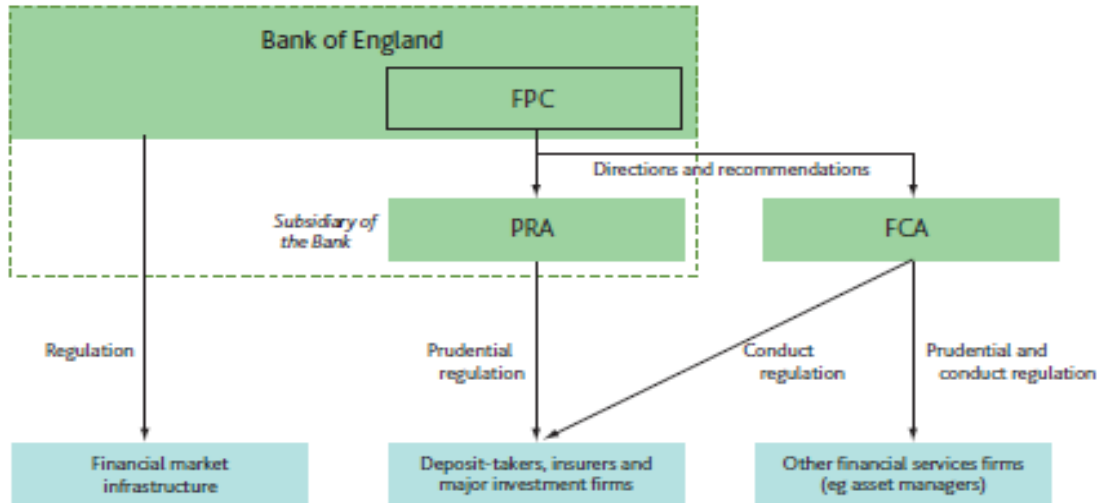 Bank of England
FPC
Directions and recommendations
Subsidiary of
the Bank
PRA
FCA
Regulation
Prudential
regulation
Conduct
regulation
Prudential and
conduct regulation
Financial market
infrastructure
Deposit-takers, insurers and
major investment firms
Other financial services firms
(eg asset managers)